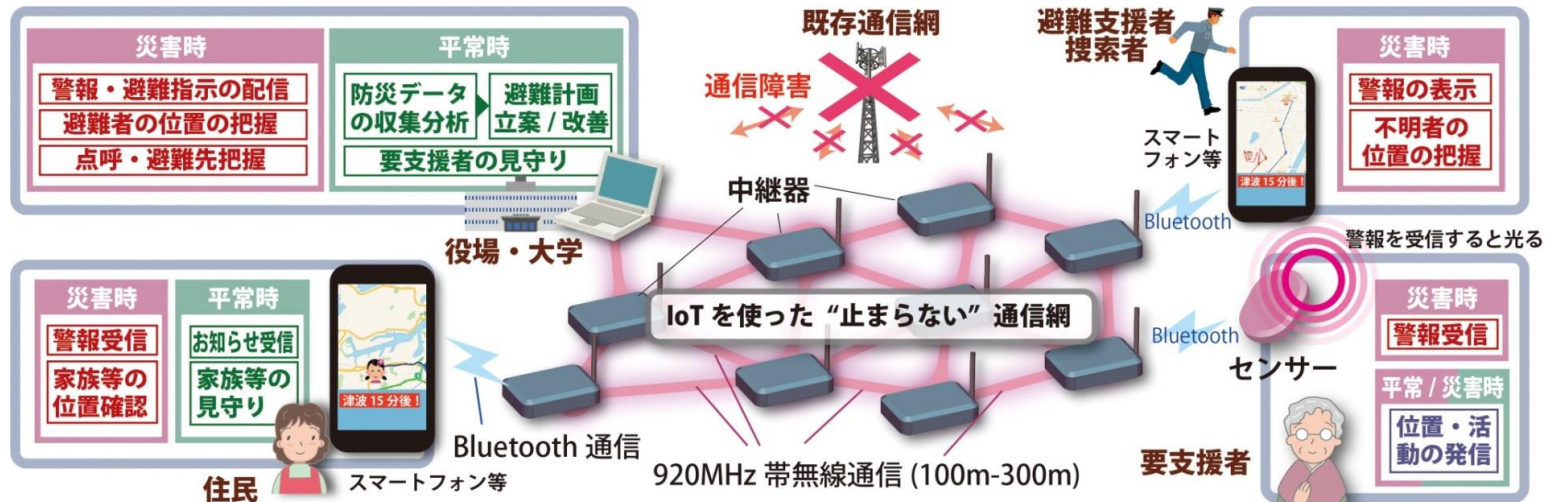 災害時
警報・避難指示の配信
避難者の位置の把握
点呼・避難先把握
平常時
防災データ
の収集分析
避難計画
立案 / 改善
要支援者の見守り
役場・大学
既存通信網
通信障害
中継器
避難支援者
捜索者
スマート
フォン等
津波 15 分後！
Bluetooth
災害時
警報の表示
不明者の
位置の把握
災害時
警報受信
家族等の
位置確認
平常時
お知らせ受信
家族等の
見守り
津波 15 分後！
住民
スマートフォン等
Bluetooth 通信
IoT を使った “止まらない” 通信網
920MHz 帯無線通信 (100m-300m)
警報を受信すると光る
Bluetooth
センサー
要支援者
災害時
警報受信
平常 / 災害時
位置・活
動の発信